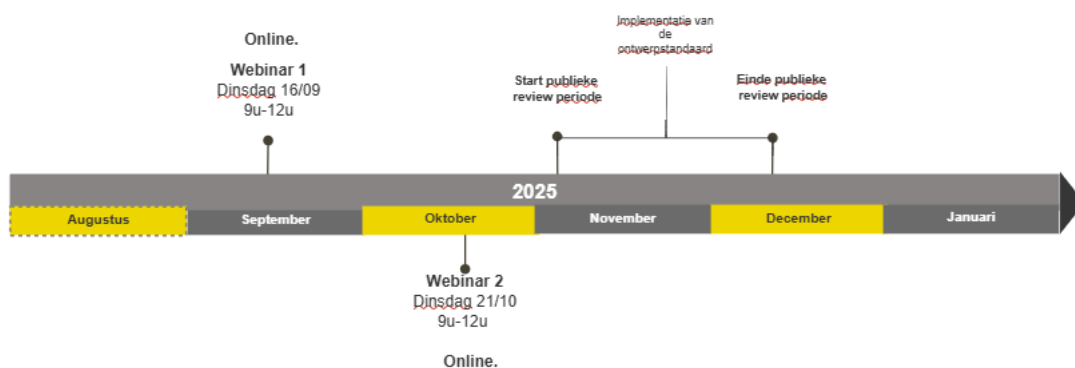 Implementatie van
de
ontwerpstandaard
Online.
Webinar 1
Dinsdag 16/09
9u-12u
Start publieke
review periode
Einde publieke
review periode
2025
Augustus
September
Oktober
November
December
Januari
Webinar 2
Dinsdag 21/10
9u-12u
Online.